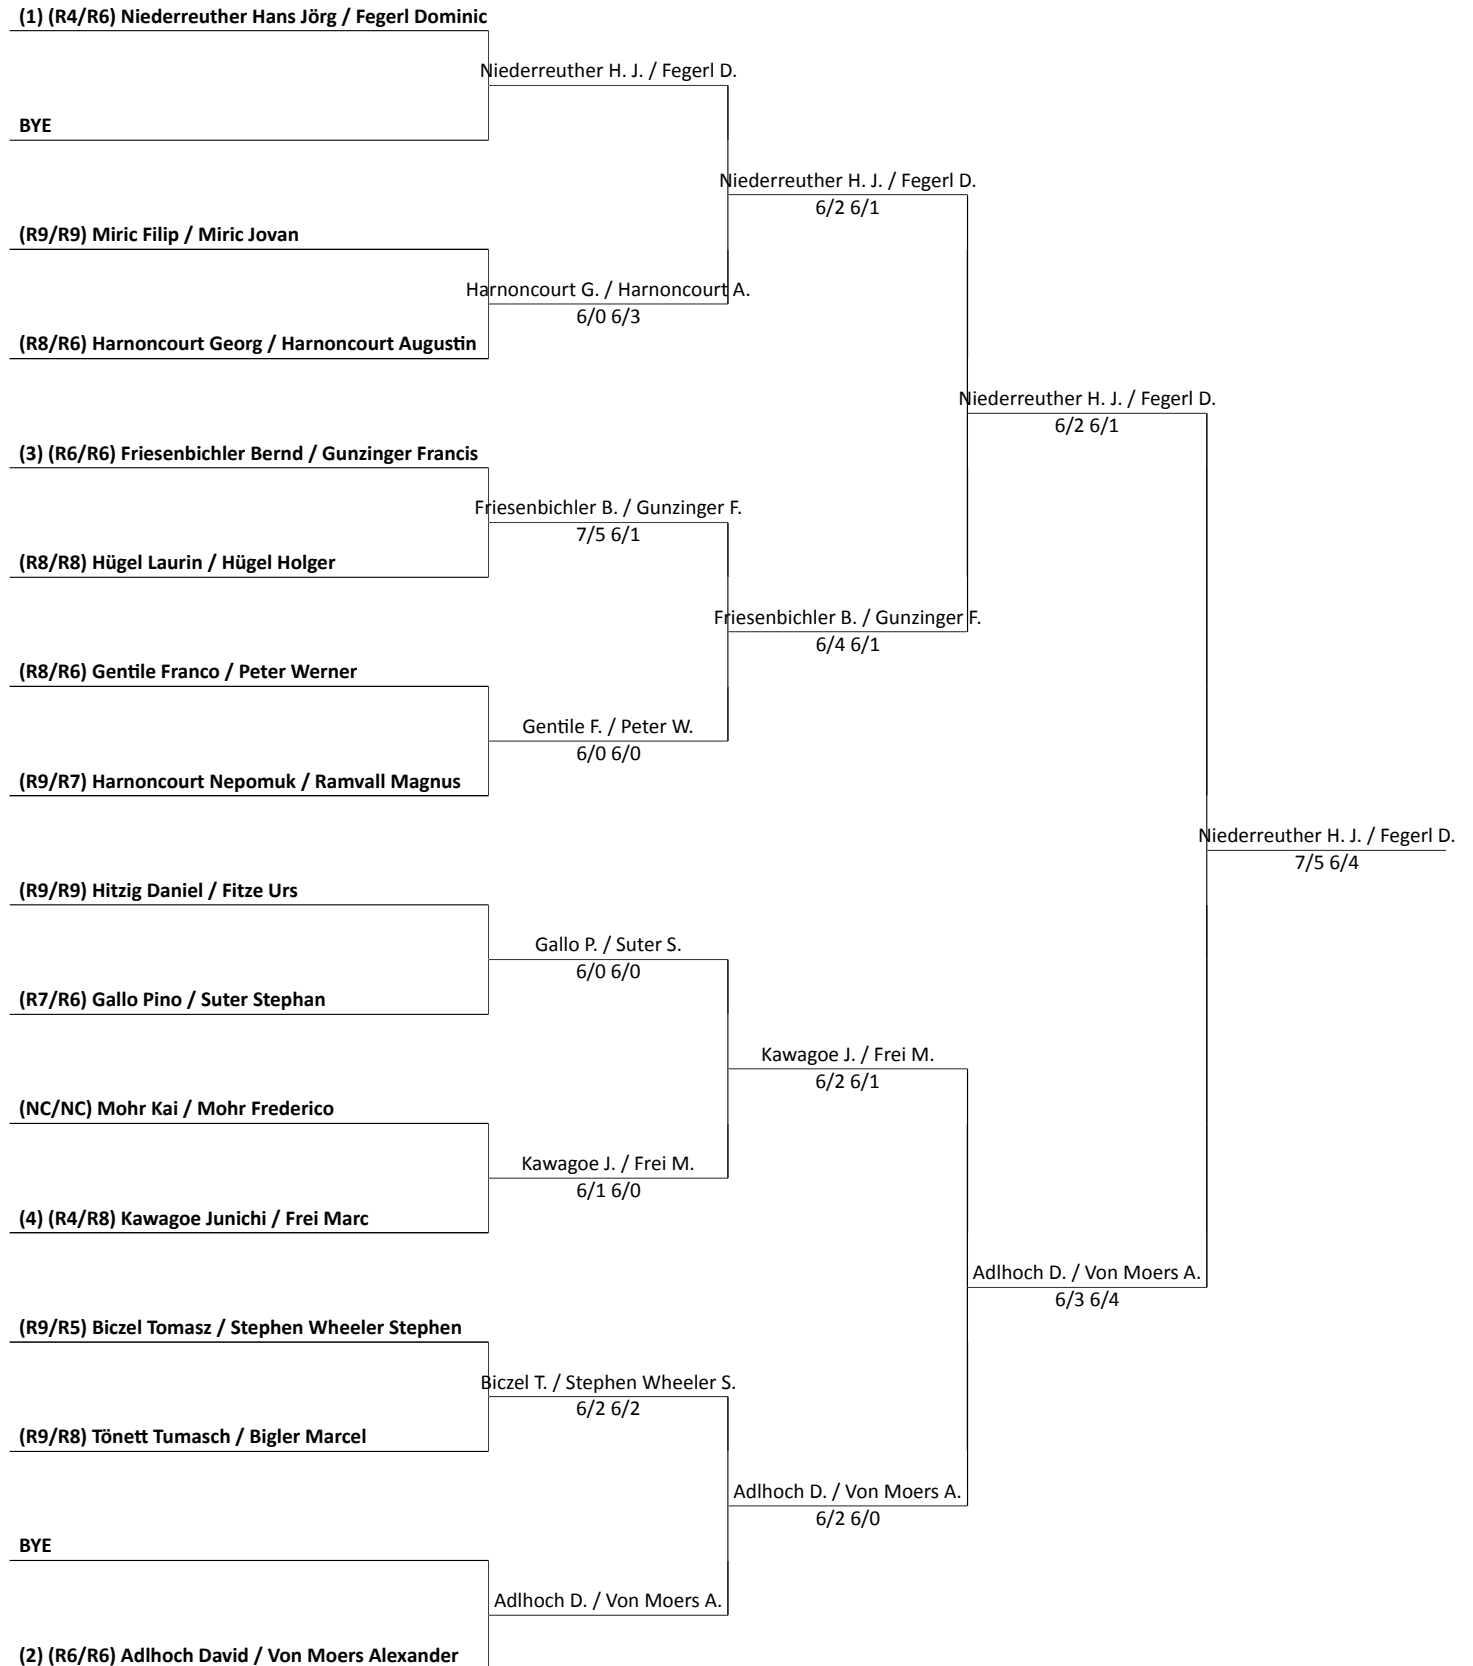 (1) (R4/R6) Niederreuther Hans Jörg / Fegerl Dominic
Niederreuther H. J. / Fegerl D.
BYE
Niederreuther H. J. / Fegerl D.
6/2 6/1
(R9/R9) Miric Filip / Miric Jovan
Harnoncourt G. / Harnoncourt A.
6/0 6/3
(R8/R6) Harnoncourt Georg / Harnoncourt Augustin
Niederreuther H. J. / Fegerl D.
6/2 6/1
(3) (R6/R6) Friesenbichler Bernd / Gunzinger Francis
Friesenbichler B. / Gunzinger F.
7/5 6/1
(R8/R8) Hügel Laurin / Hügel Holger
Friesenbichler B. / Gunzinger F.
6/4 6/1
(R8/R6) Gentile Franco / Peter Werner
Gentile F. / Peter W.
6/0 6/0
(R9/R7) Harnoncourt Nepomuk / Ramvall Magnus
Niederreuther H. J. / Fegerl D.
7/5 6/4
(R9/R9) Hitzig Daniel / Fitze Urs
Gallo P. / Suter S.
6/0 6/0
(R7/R6) Gallo Pino / Suter Stephan
Kawagoe J. / Frei M.
6/2 6/1
(NC/NC) Mohr Kai / Mohr Frederico
Kawagoe J. / Frei M.
6/1 6/0
(4) (R4/R8) Kawagoe Junichi / Frei Marc
Adlhoch D. / Von Moers A.
6/3 6/4
(R9/R5) Biczel Tomasz / Stephen Wheeler Stephen
Biczel T. / Stephen Wheeler S.
6/2 6/2
(R9/R8) Tönett Tumasch / Bigler Marcel
Adlhoch D. / Von Moers A.
6/2 6/0
BYE
Adlhoch D. / Von Moers A.
(2) (R6/R6) Adlhoch David / Von Moers Alexander